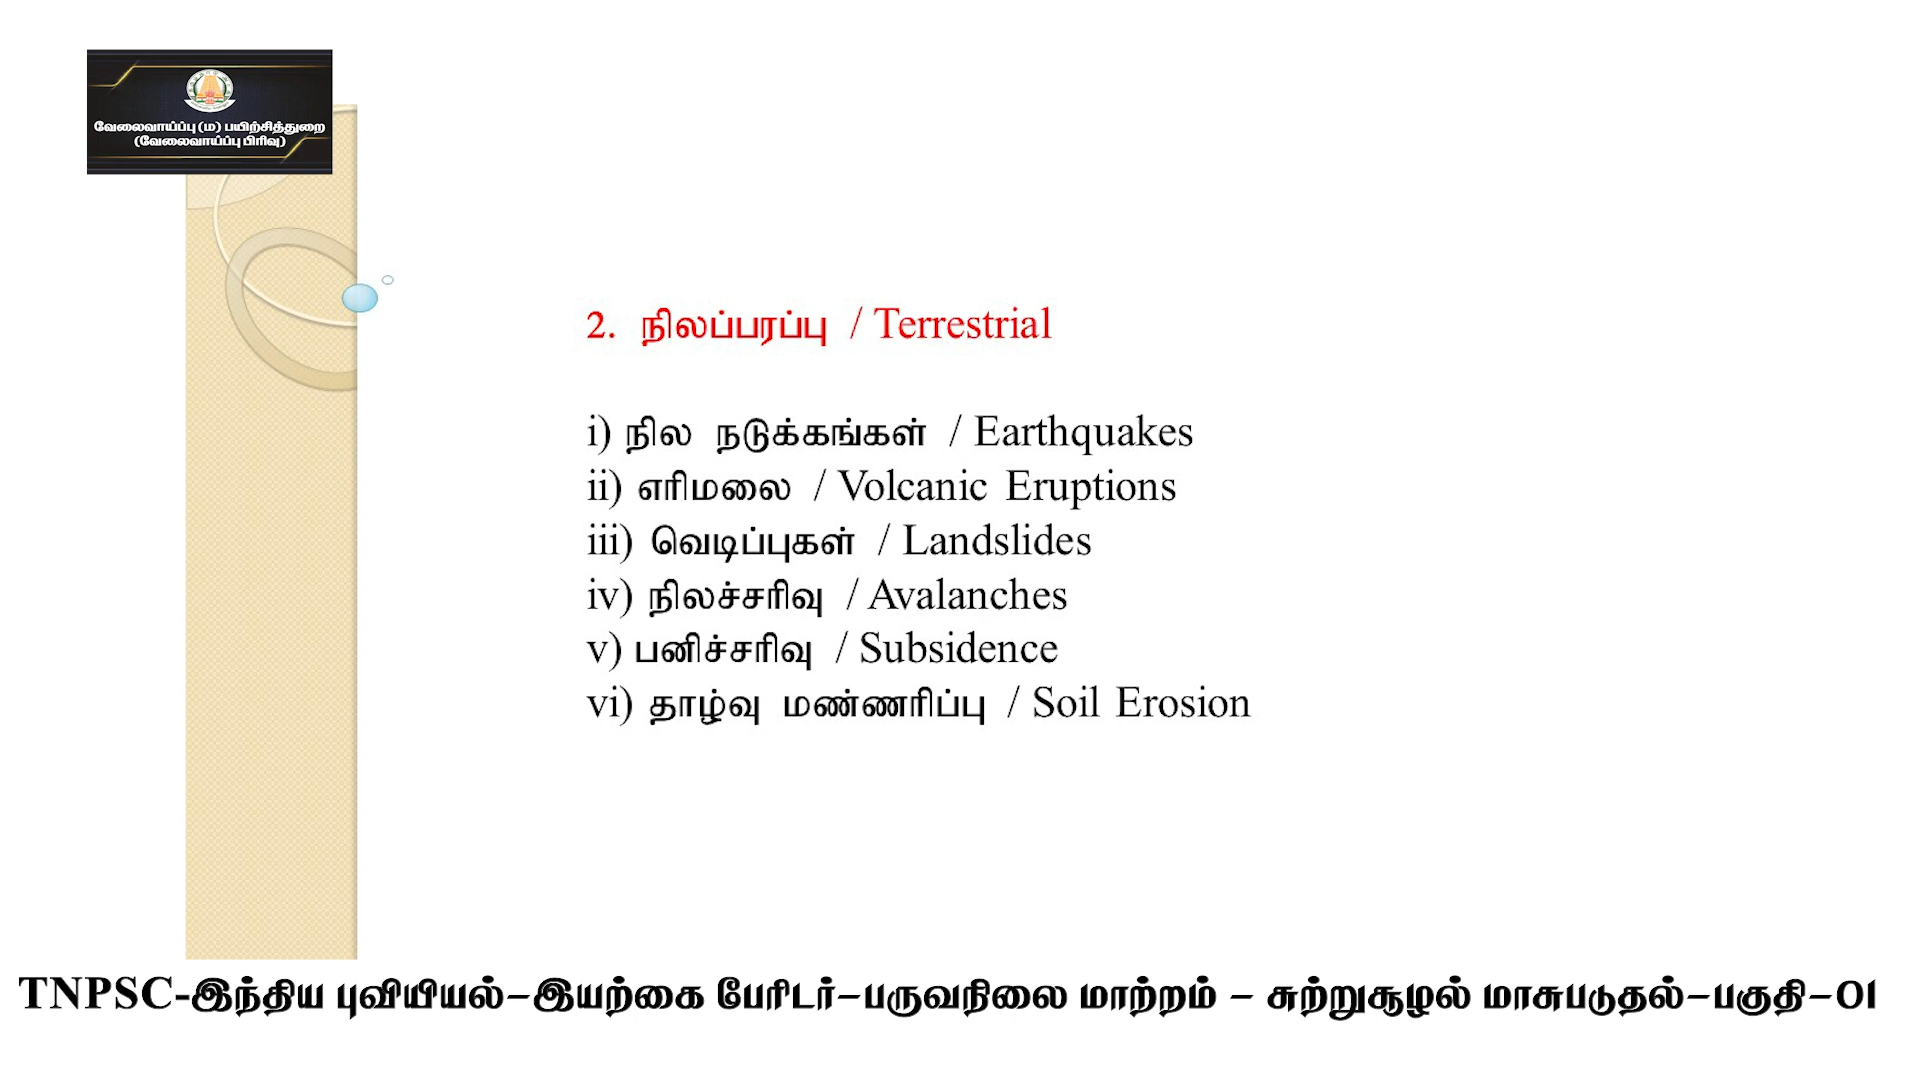 வேலைவாய்ப்பு (ம) பயிற்சித்துறை
(வேலைவாய்ப்பு பிரிவு)
2. நிலப்பரப்பு / Terrestrial
i) நில நடுக்கங்கள் / Earthquakes
ii) எரிமலை / Volcanic Eruptions
iii) வெடிப்புகள் / Landslides
iv) நிலச்சரிவு / Avalanches
v) பனிச்சரிவு / Subsidence
vi) தாழ்வு மண்ணரிப்பு / Soil Erosion
TNPSC-இந்திய புவியியல்-இயற்கை பேரிடர்-பருவநிலை மாற்றம் - சுற்றுசூழல் மாசுபடுதல்-பகுதி-01